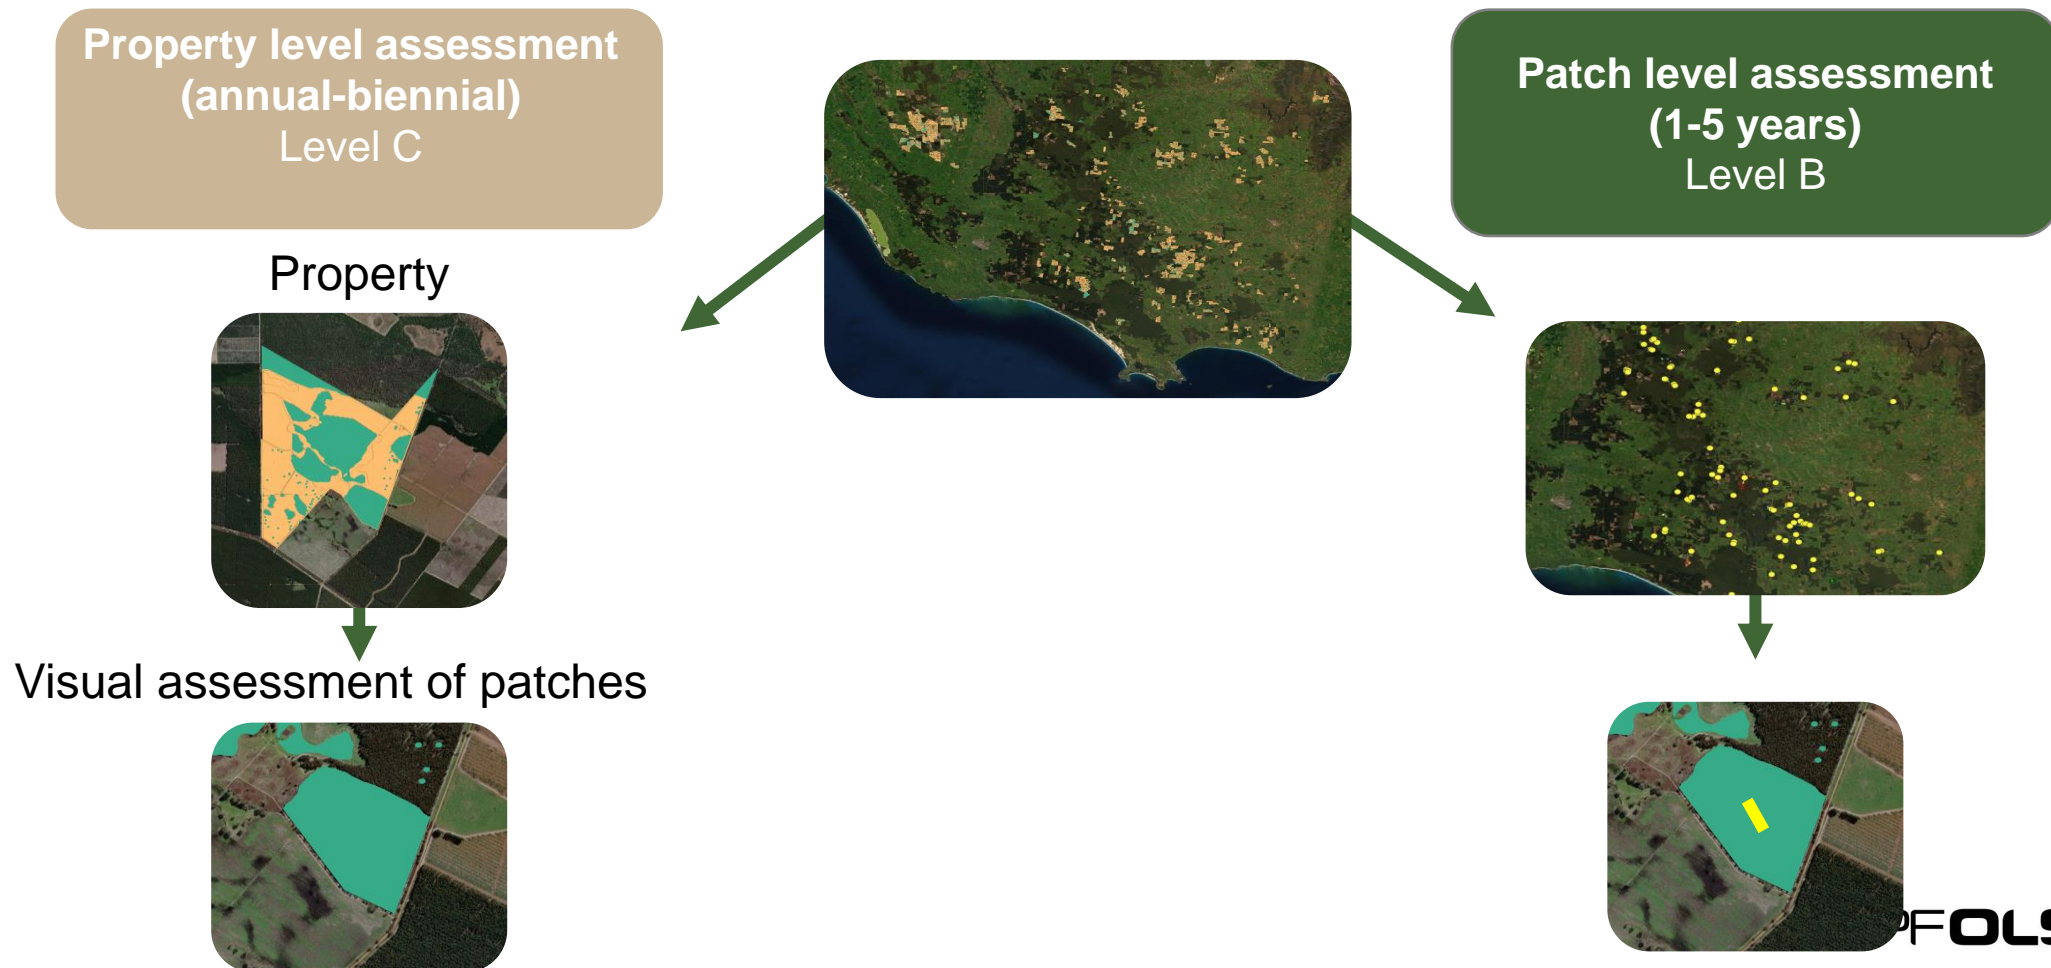 Property level assessment
(annual-biennial)
Level C
Patch level assessment
(1-5 years)
Level B
Property
Visual assessment of patches